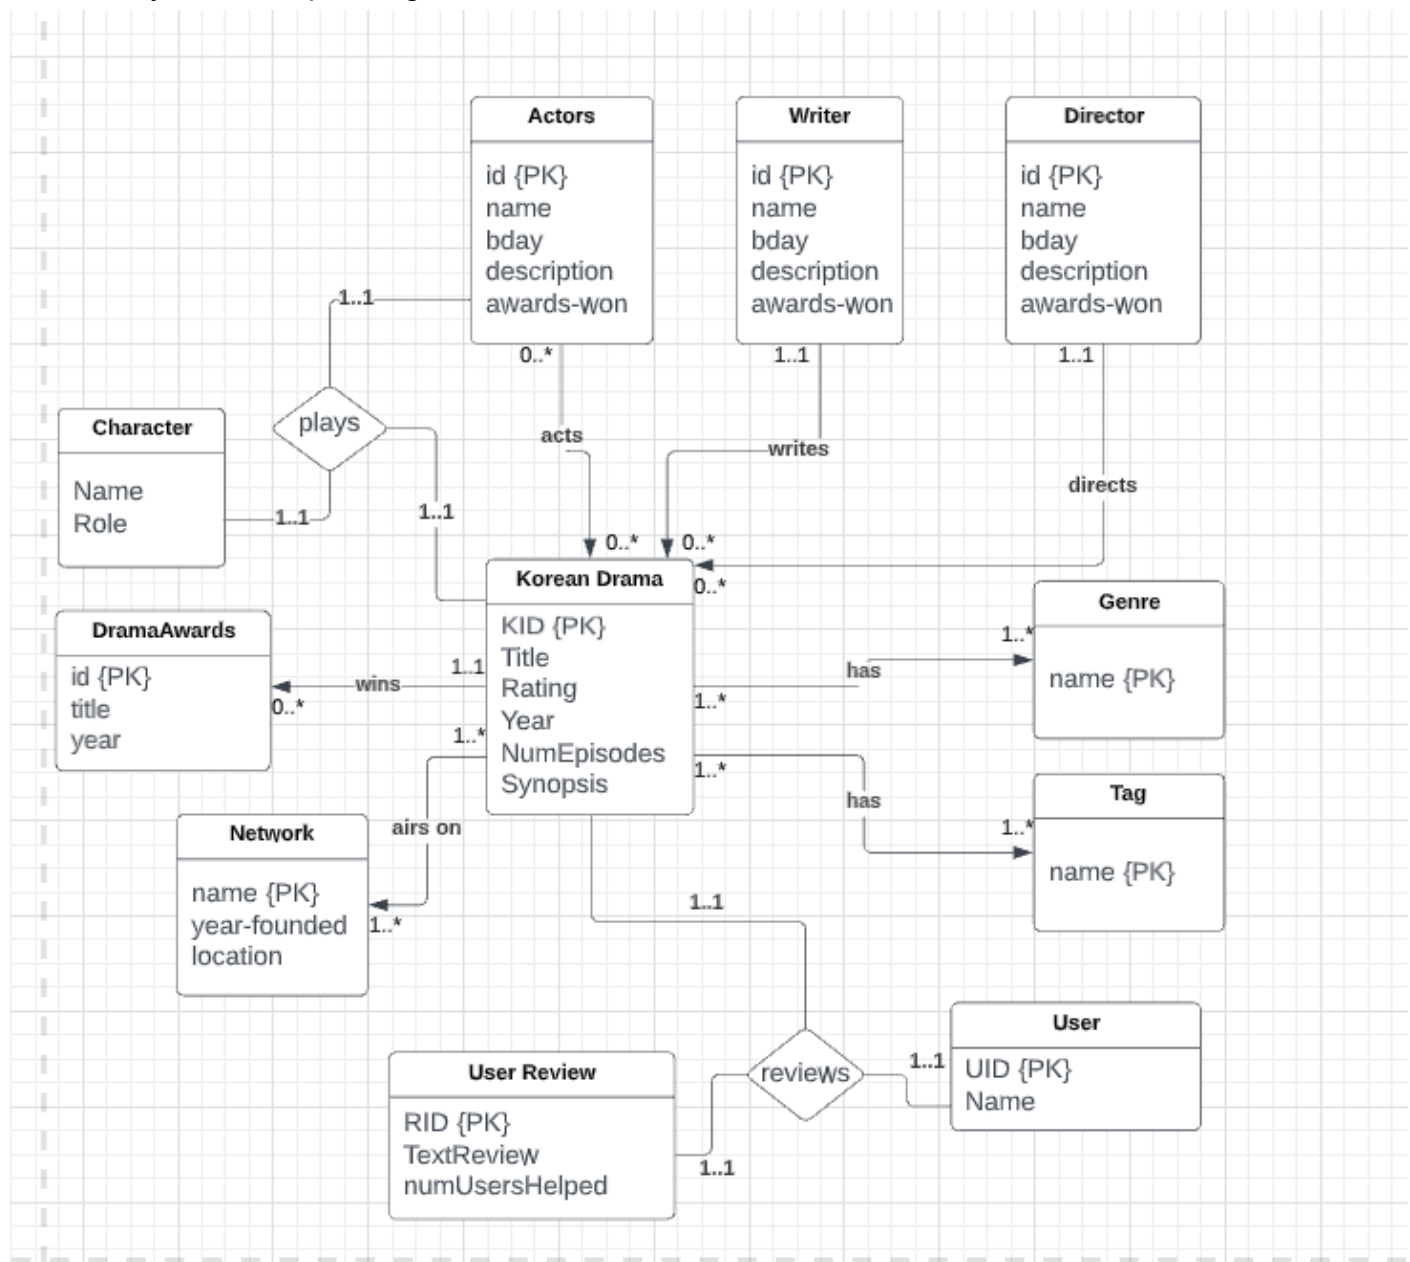 Actors
id {PK}
name
bday
description
awards-won
Writer
id {PK}
name
bday
description
awards-won
Director
id {PK}
name
bday
description
awards-won
1..1
0..*
1..1
1..1
plays
acts
writes
directs
Character
Name
Role
1..1
1..1
0..*
0..*
0..*
Korean Drama
KID {PK}
Title
Rating
Year
NumEpisodes
Synopsis
DramaAwards
id {PK}
title
year
1..1
wins
0..*
Genre
name {PK}
1..*
has
1..*
1..*
airs on
1..*
Network
name {PK}
year-founded
location
1..*
has
1..*
Tag
name {PK}
1..1
User Review
RID {PK}
TextReview
numUsersHelped
reviews
1..1
1..1
User
UID {PK}
Name